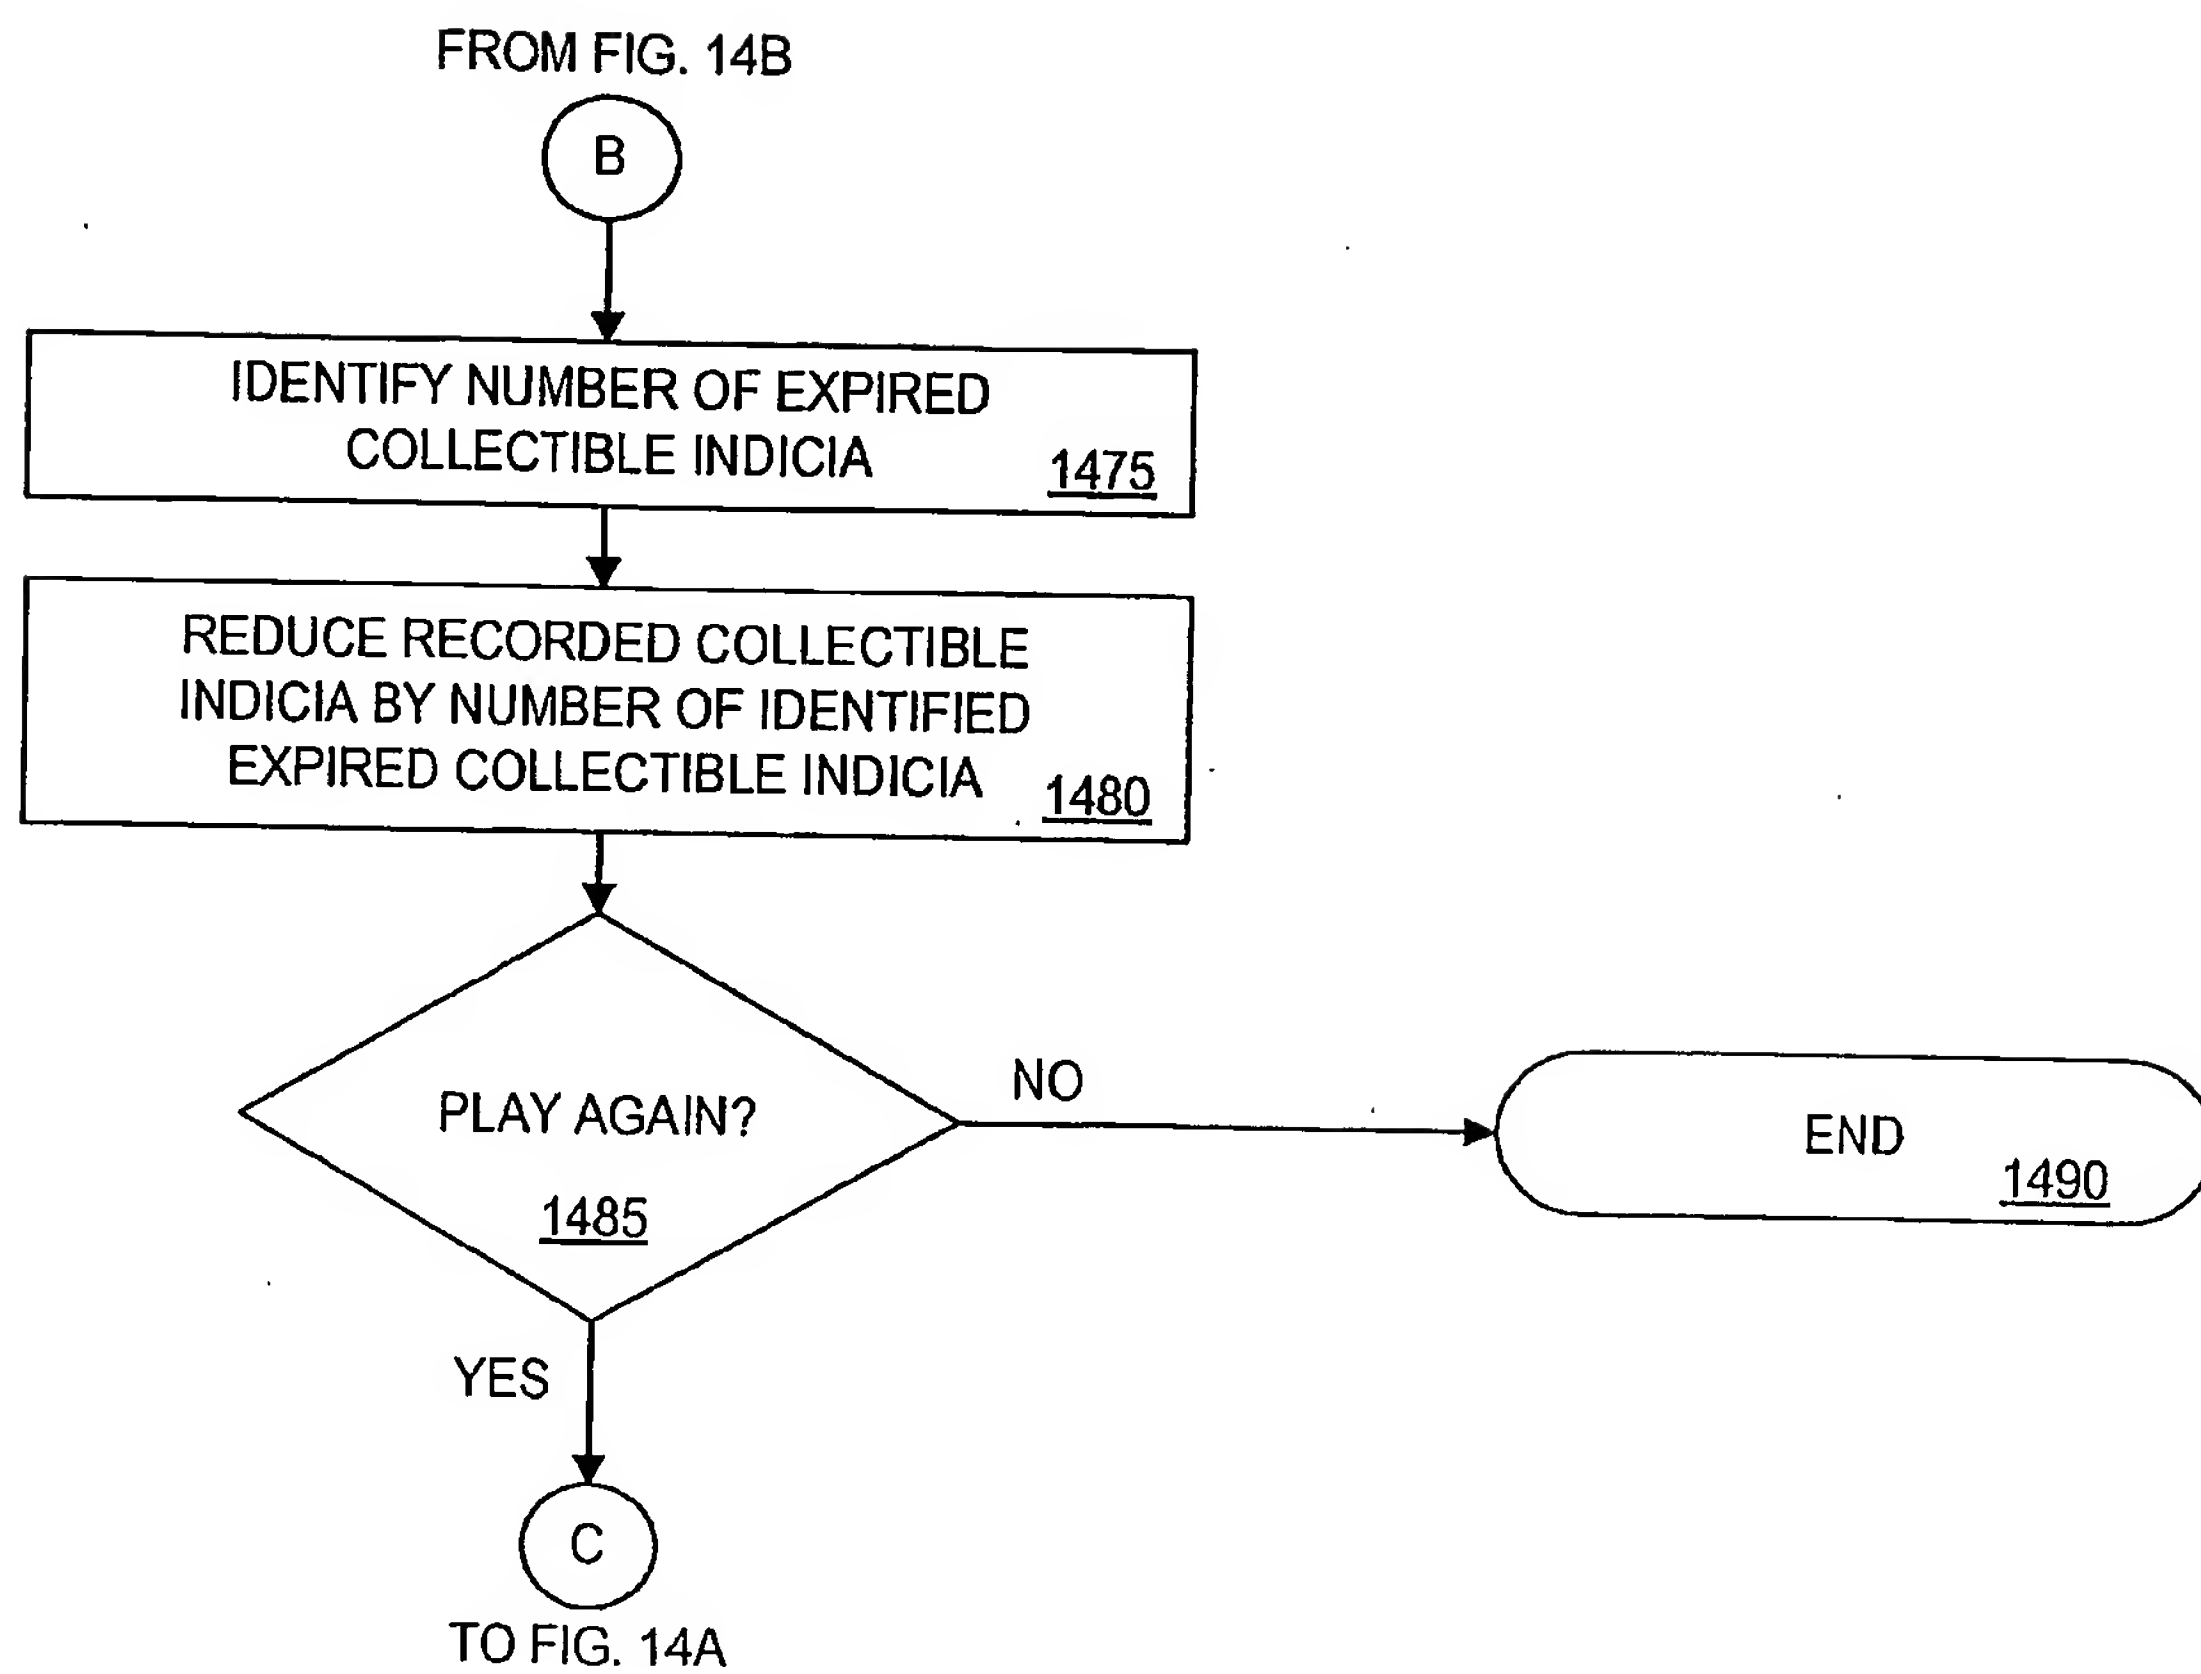 FROM FIG. 14B
B
IDENTIFY NUMBER OF EXPIRED
COLLECTIBLE INDICIA
1475
REDUCE RECORDED COLLECTIBLE
INDICIA BY NUMBER OF IDENTIFIED
EXPIRED COLLECTIBLE INDICIA
1480
PLAY AGAIN?
1485
NO
END
1490
YES
C
TO FIG. 14A